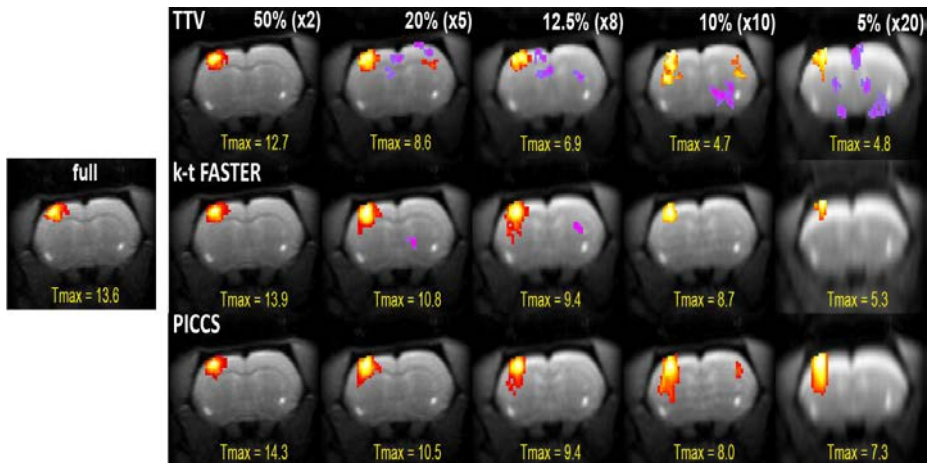 TTV 50% (x2) 20% (x5) 12.5% (x8) 10% (x10) 5% (x20)
Tmax = 12.7 Tmax = 8.6 Tmax = 6.9 Tmax = 4.7 Tmax = 4.8
full
Tmax = 13.6
k-t FASTER
Tmax = 13.9 Tmax = 10.8 Tmax = 9.4 Tmax = 8.7 Tmax = 5.3
PICCS
Tmax = 14.3 Tmax = 10.5 Tmax = 9.4 Tmax = 8.0 Tmax = 7.3